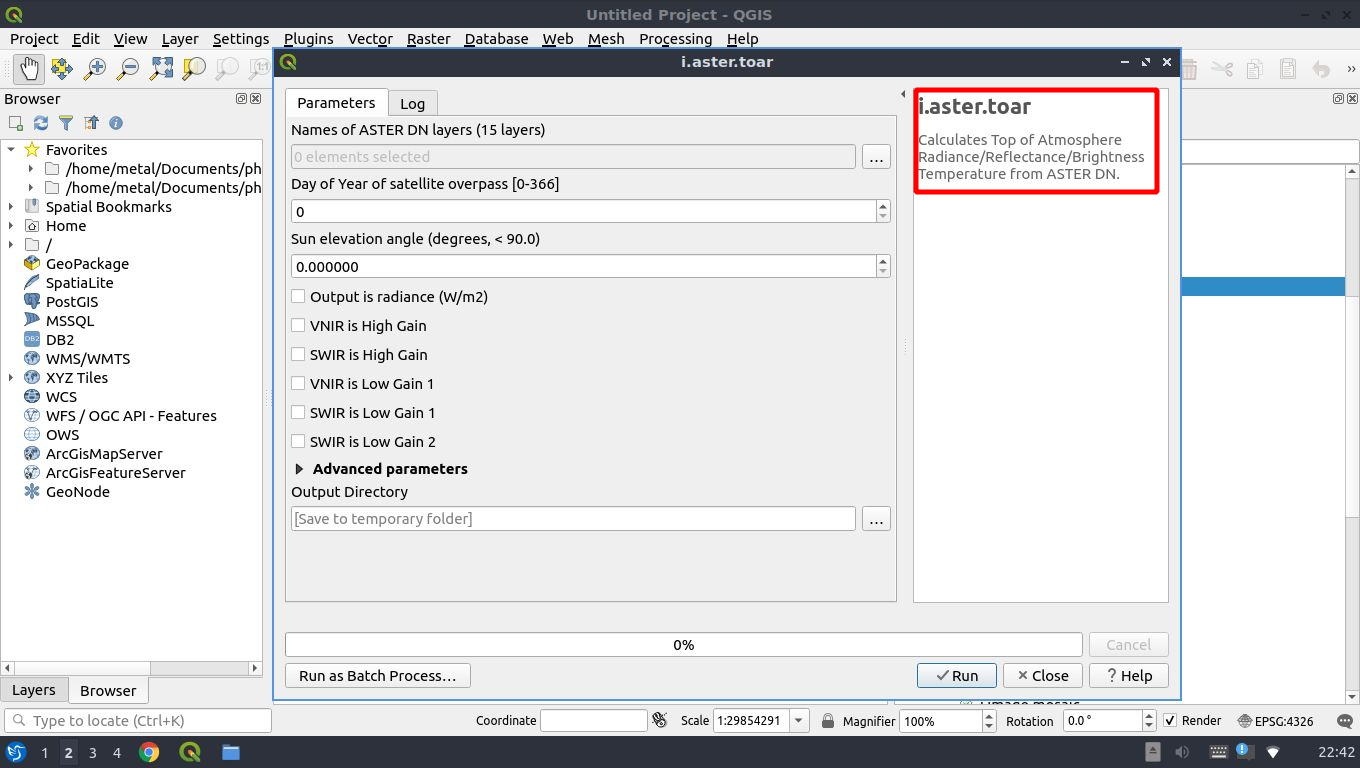 Untitled Project - QGIS
Project Edit View Layer Settings Plugins Vector Raster Database Web Mesh Processing Help
Browser
Favorites
/home/metal/Documents/ph
/home/metal/Documents/ph
Spatial Bookmarks
Home
/
GeoPackage
SpatiaLite
PostGIS
MSSQL
DB2
WMS/WMTS
XYZ Tiles
WCS
WFS / OGC API - Features
OWS
ArcGisMapServer
ArcGisFeatureServer
GeoNode
Layers Browser
i.aster.toar
Parameters Log
Names of ASTER DN layers (15 layers)
0 elements selected …
Day of Year of satellite overpass [0-366]
0
Sun elevation angle (degrees, < 90.0)
0.000000
Output is radiance (W/m2)
VNIR is High Gain
SWIR is High Gain
VNIR is Low Gain 1
SWIR is Low Gain 1
SWIR is Low Gain 2
Advanced parameters
Output Directory
[Save to temporary folder] …
i.aster.toar
Calculates Top of Atmosphere
Radiance/Reflectance/Brightness
Temperature from ASTER DN.
0% Cancel
Run as Batch Process… Run Close Help
Type to locate (Ctrl+K) Coordinate Scale 1:29854291 Magnifier 100% Rotation 0.0 ° Render EPSG:4326
1 2 3 4 22:42